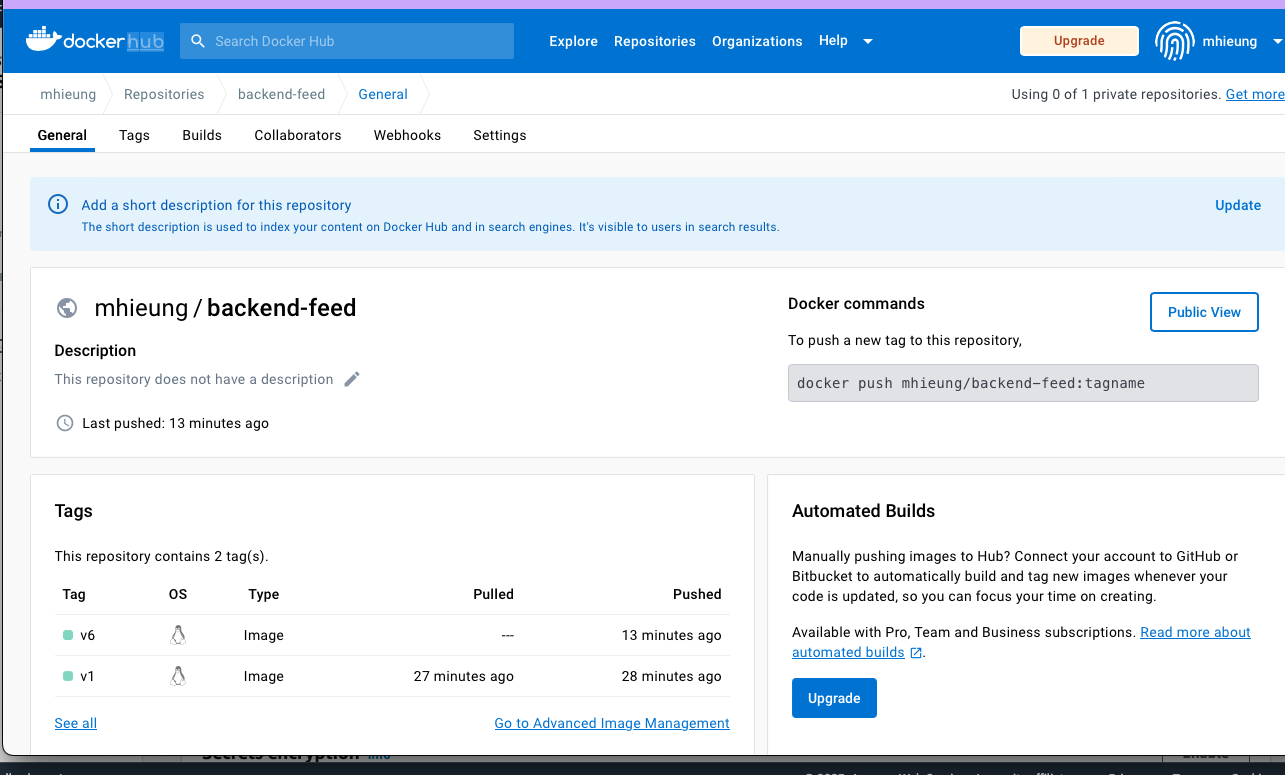 docker hub
Search Docker Hub
Explore Repositories Organizations Help
Upgrade
mhieung
mhieung Repositories backend-feed General
Using 0 of 1 private repositories. Get more
General Tags Builds Collaborators Webhooks Settings
Add a short description for this repository
Update
The short description is used to index your content on Docker Hub and in search engines. It's visible to users in search results.
mhieung / backend-feed
Description
This repository does not have a description
Last pushed: 13 minutes ago
Docker commands
Public View
To push a new tag to this repository,
docker push mhieung/backend-feed:tagname
Tags
This repository contains 2 tag(s).
Tag OS Type Pulled Pushed
v6 Image --- 13 minutes ago
v1 Image 27 minutes ago 28 minutes ago
See all
Go to Advanced Image Management
Automated Builds
Manually pushing images to Hub? Connect your account to GitHub or
Bitbucket to automatically build and tag new images whenever your
code is updated, so you can focus your time on creating.
Available with Pro, Team and Business subscriptions. Read more about
automated builds.
Upgrade
Secrets encryption Info